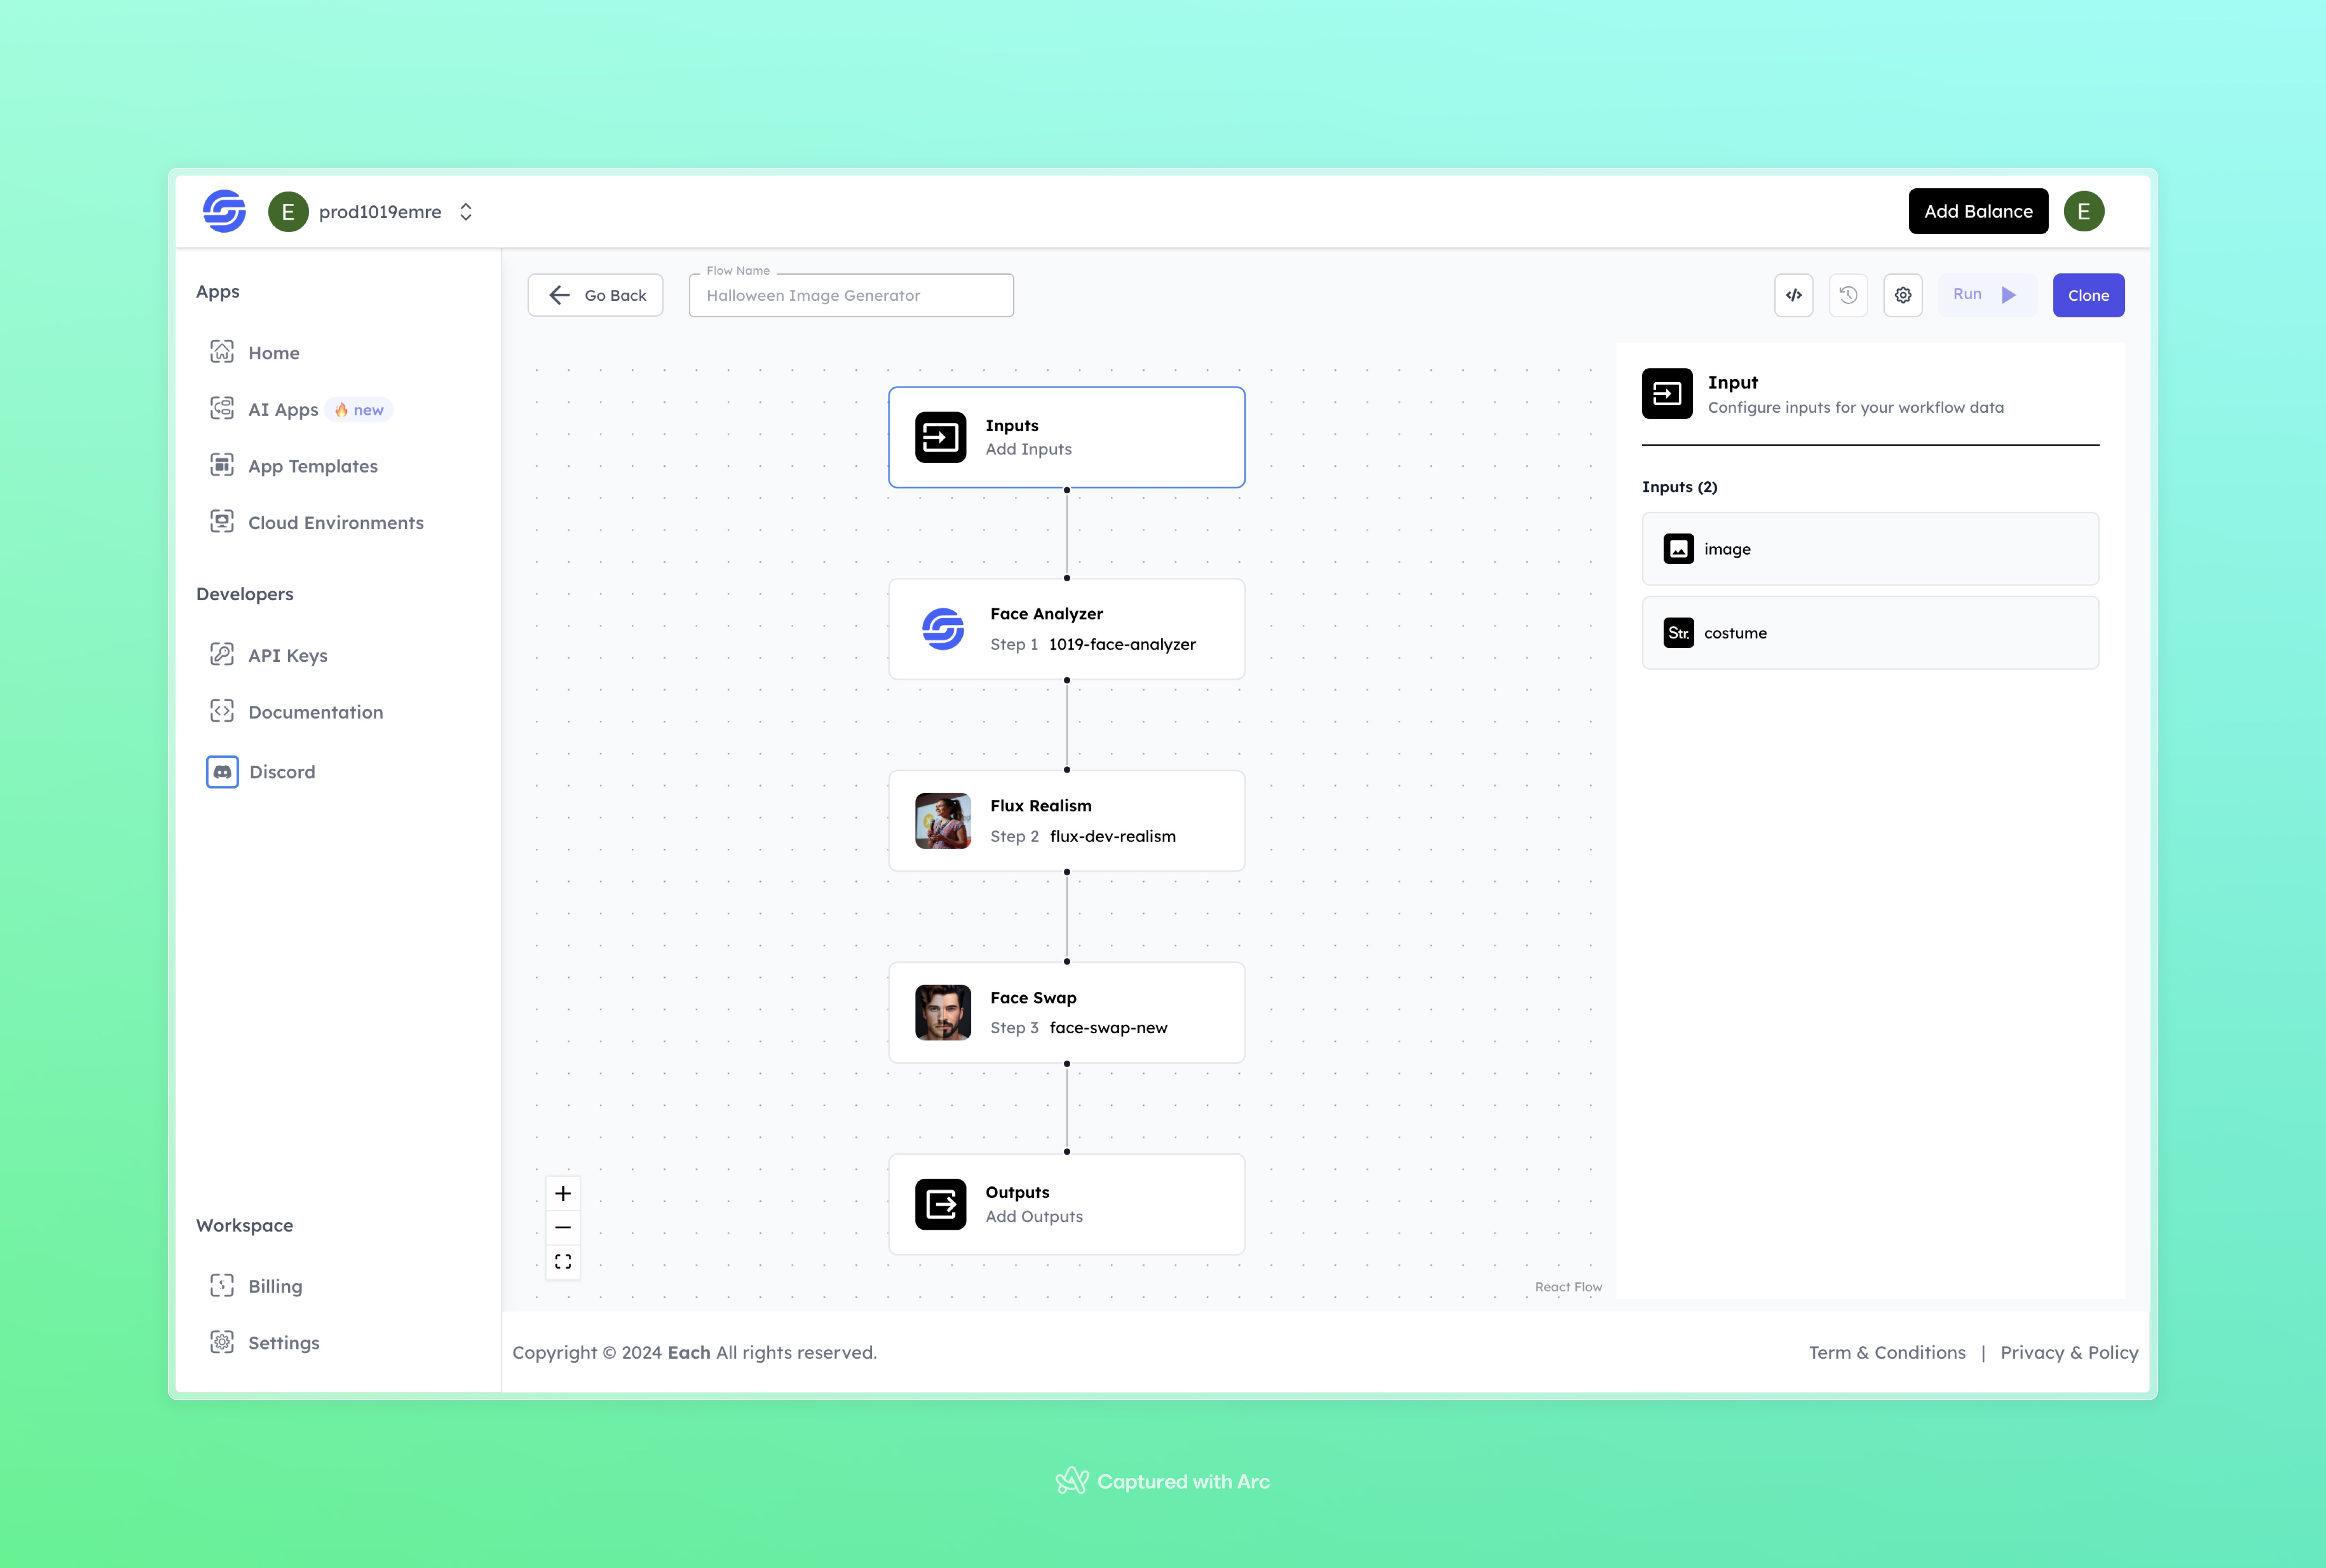 E prod1019emre
Add Balance E
Apps
Home
AI Apps 🔥 new
App Templates
Cloud Environments
Developers
API Keys
Documentation
Discord
Workspace
Billing
Settings
Go Back
Flow Name
Halloween Image Generator
Run
Clone
Inputs
Add Inputs
Face Analyzer
Step 1 1019-face-analyzer
Flux Realism
Step 2 flux-dev-realism
Face Swap
Step 3 face-swap-new
Outputs
Add Outputs
React Flow
Input
Configure inputs for your workflow data
Inputs (2)
image
Str. costume
Copyright © 2024 Each All rights reserved.
Term & Conditions | Privacy & Policy
Captured with Arc